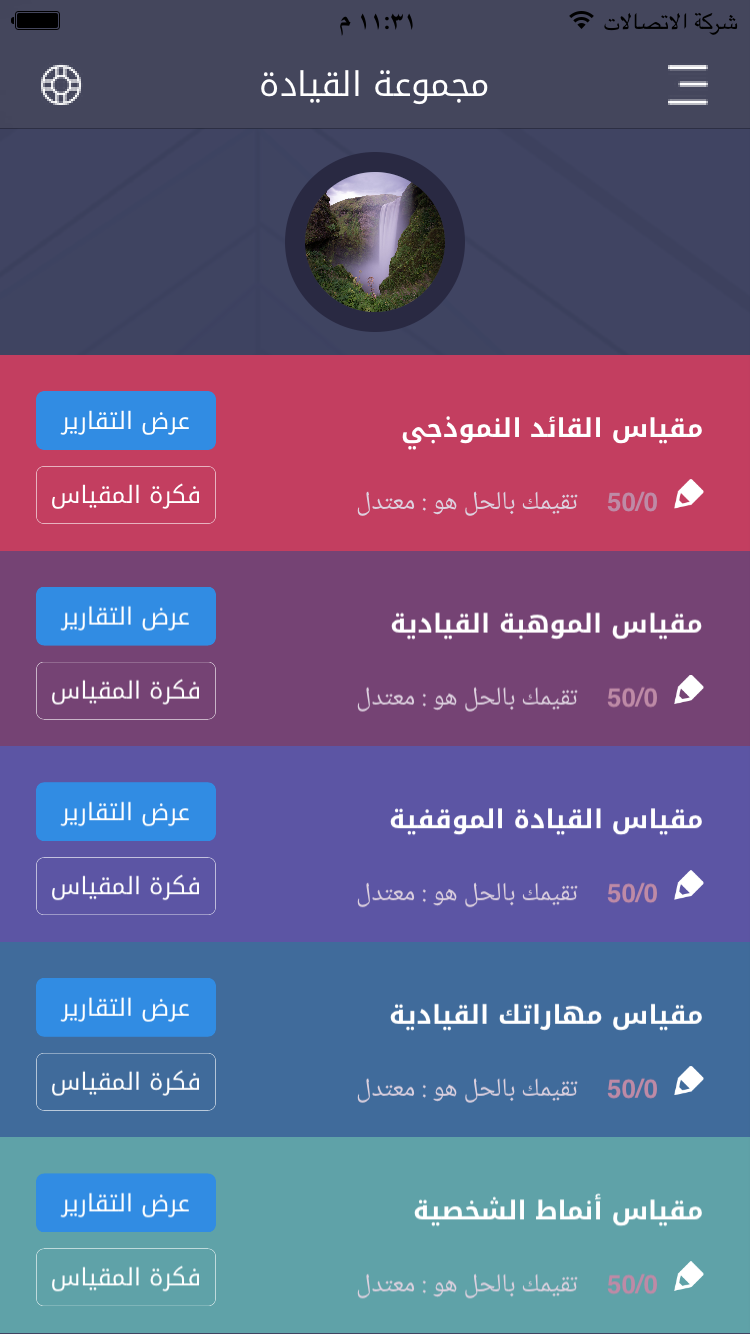 شركة الاتصالات ١١:٣١ م
مجموعة القيادة
مقياس القائد النموذجي
50/0 تقيمك بالحل هو : معتدل
عرض التقارير
فكرة المقياس
مقياس الموهبة القيادية
50/0 تقيمك بالحل هو : معتدل
عرض التقارير
فكرة المقياس
مقياس القيادة الموقفية
50/0 تقيمك بالحل هو : معتدل
عرض التقارير
فكرة المقياس
مقياس مهاراتك القيادية
50/0 تقيمك بالحل هو : معتدل
عرض التقارير
فكرة المقياس
مقياس أنماط الشخصية
50/0 تقيمك بالحل هو : معتدل
عرض التقارير
فكرة المقياس